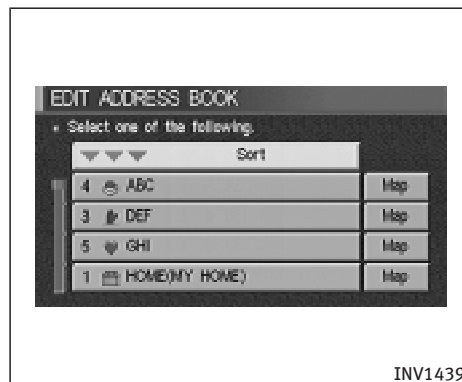 EDIT ADDRESS BOOK
Select one of the following.
Sort
4 ABC Map
3 DEF Map
5 GHI Map
1 HOME(MY HOME) Map
INV1439